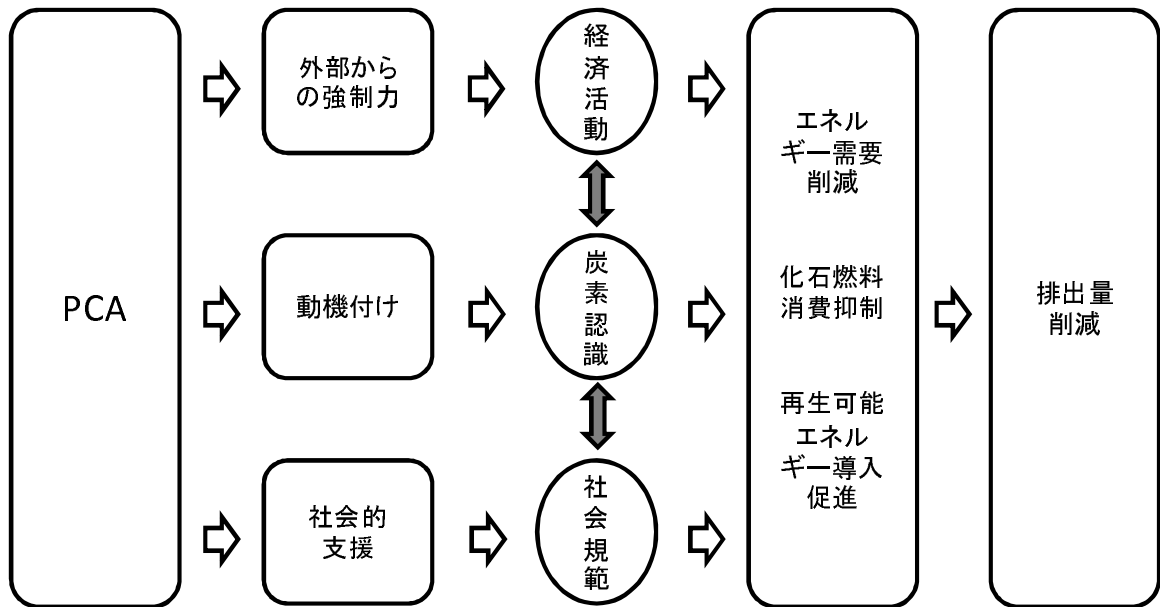 PCA
外部から
の強制力
動機付け
社会的
支援
経済活動
炭素認識
社会規範
エネル
ギー需要
削減
化石燃料
消費抑制
再生可能
エネル
ギー導入
促進
排出量
削減